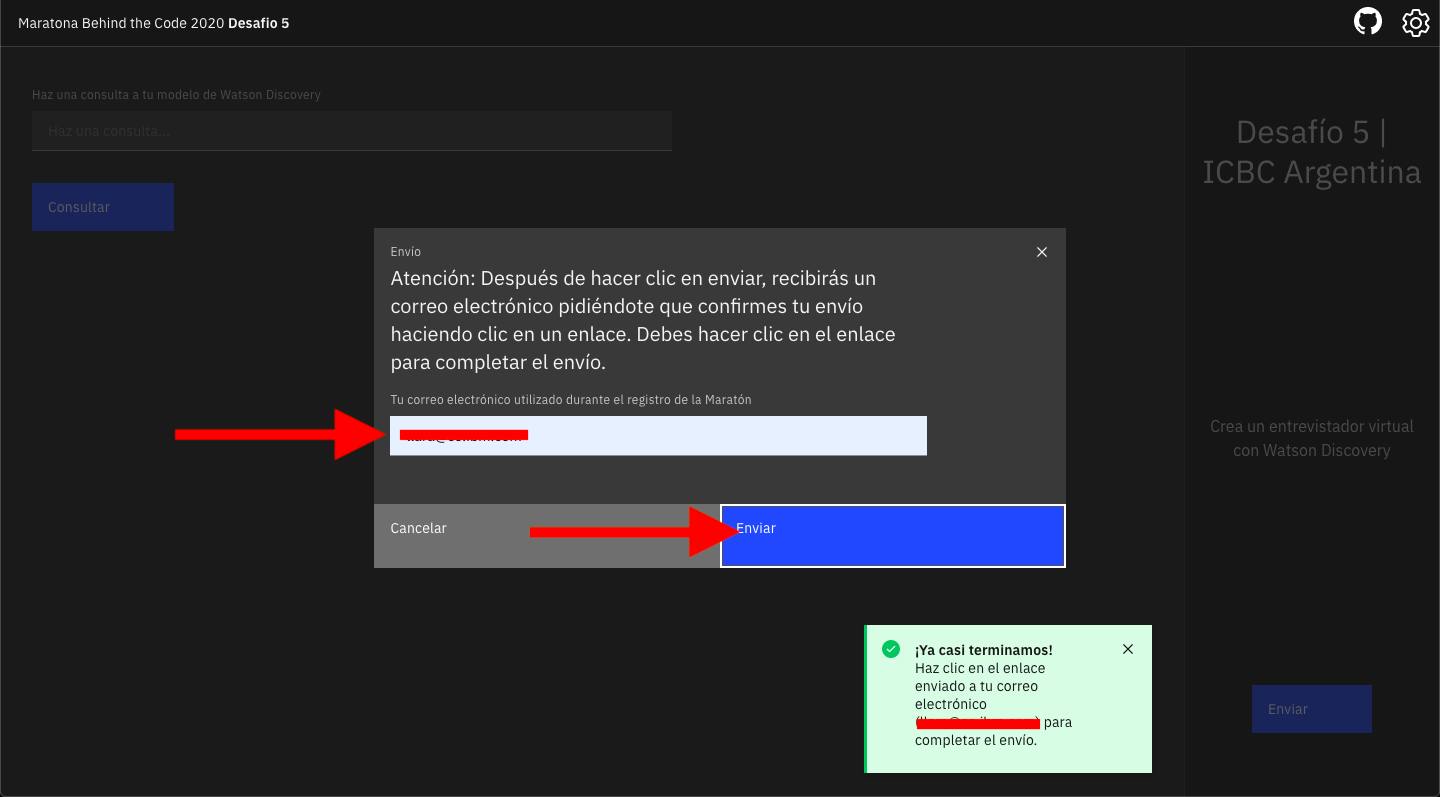 Maratona Behind the Code 2020 Desafio 5
Haz una consulta a tu modelo de Watson Discovery
Haz una consulta...
Consultar
Desafío 5 |
ICBC Argentina
Crea un entrevistador virtual
con Watson Discovery
Enviar
Envío
Atención: Después de hacer clic en enviar, recibirás un
correo electrónico pidiéndote que confirmes tu envío
haciendo clic en un enlace. Debes hacer clic en el enlace
para completar el envío.
Tu correo electrónico utilizado durante el registro de la Maratón
Cancelar
Enviar
¡Ya casi terminamos!
Haz clic en el enlace
enviado a tu correo
electrónico
para
completar el envío.